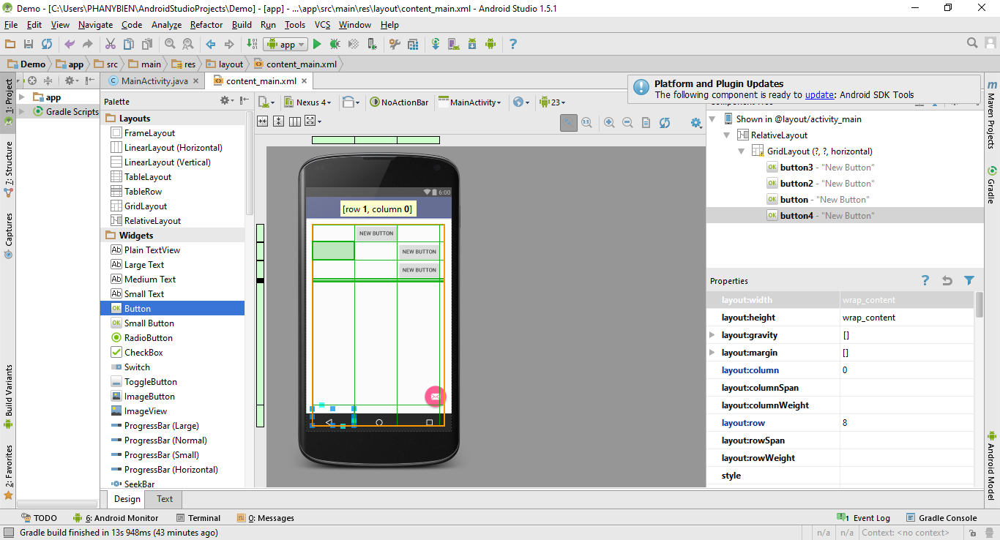 Demo - [C:\Users\PHANYBIEN\AndroidStudioProjects\Demo] - [app] - ...\app\src\main\res\layout\content_main.xml - Android Studio 1.5.1
File Edit View Navigate Code Analyze Refactor Build Run Tools VCS Window Help
app
Demo app src main res layout content_main.xml
MainActivity.java content_main.xml
Platform and Plugin Updates
The following component is ready to update: Android SDK Tools
1: Project
7: Structure
Captures
Build Variants
2: Favorites
app
Gradle Scripts
Palette
Layouts
FrameLayout
LinearLayout (Horizontal)
LinearLayout (Vertical)
TableLayout
TableRow
GridLayout
RelativeLayout
Widgets
Plain TextView
Large Text
Medium Text
Small Text
Button
Small Button
RadioButton
CheckBox
Switch
ToggleButton
ImageButton
ImageView
ProgressBar (Large)
ProgressBar (Normal)
ProgressBar (Small)
ProgressBar (Horizontal)
SeekBar
Nexus 4 NoActionBar MainActivity 23
6:00
[row 1, column 0]
NEW BUTTON
NEW BUTTON
NEW BUTTON
Component Tree
Shown in @layout/activity_main
RelativeLayout
GridLayout (?, ?, horizontal)
button3 - "New Button"
button2 - "New Button"
button - "New Button"
button4 - "New Button"
Properties
layout:width wrap_content
layout:height wrap_content
layout:gravity []
layout:margin []
layout:column 0
layout:columnSpan
layout:columnWeight
layout:row 8
layout:rowSpan
layout:rowWeight
style
Maven Projects
Gradle
Android Model
Design Text
TODO 6: Android Monitor Terminal 0: Messages 1 Event Log Gradle Console
Gradle build finished in 13s 948ms (43 minutes ago) n/a n/a Context: <no context>